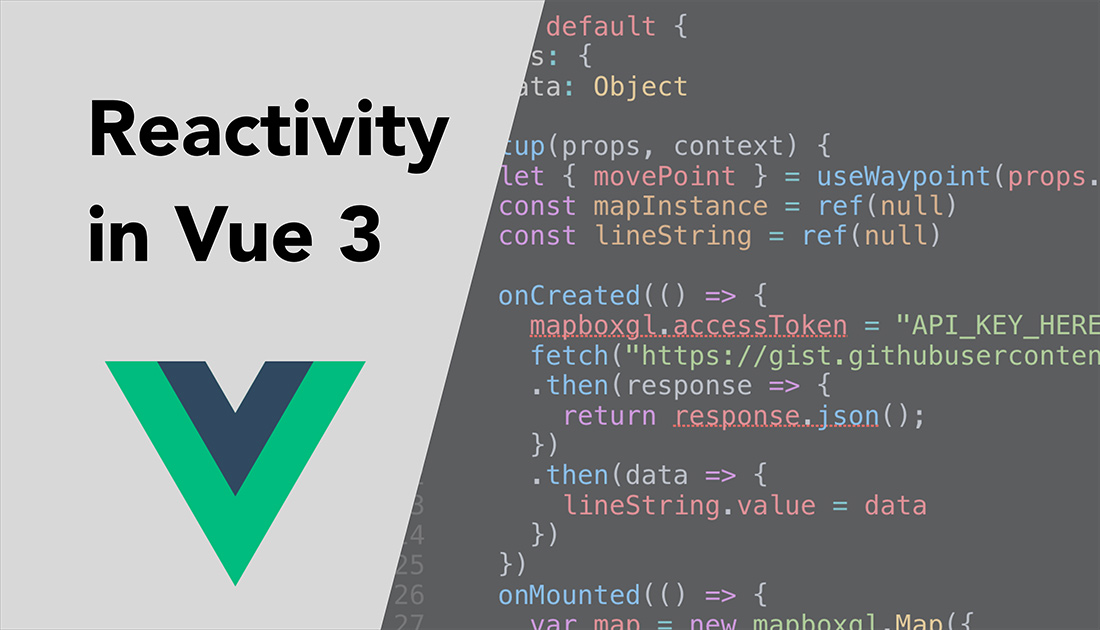 Reactivity
in Vue 3
default {
s: {
ata: Object
tup(props, context) {
let { movePoint } = useWaypoint(props.
const mapInstance = ref(null)
const lineString = ref(null)
onCreated(() => {
mapboxgl.accessToken = "API_KEY_HERE
fetch("https://gist.githubuserconten
.then(response => {
return response.json();
})
.then(data => {
3 lineString.value = data
24 })
25 })
26 onMounted(() => {
27 var map = new mapboxgl.Map({